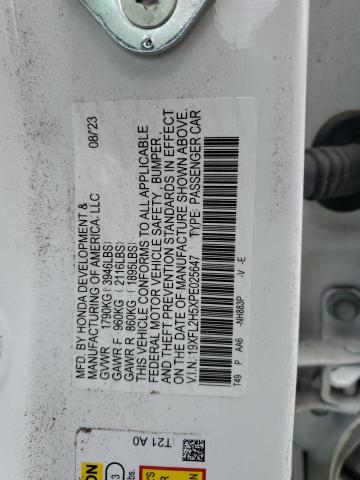 MFD. BY HONDA DEVELOPMENT &
MANUFACTURING OF AMERICA, LLC 08/23
GVWR 1790KG (3946LBS)
GAWR F 960KG (2116LBS)
GAWR R 860KG (1895LBS)
THIS VEHICLE CONFORMS TO ALL APPLICABLE
FEDERAL MOTOR VEHICLE SAFETY, BUMPER,
AND THEFT PREVENTION STANDARDS IN EFFECT
ON THE DATE OF MANUFACTURE SHOWN ABOVE.
V.I.N: 19XFL2H5XPE025647 TYPE: PASSENGER CAR
T49 P AA6 -NH883P -V -E
T21 A0